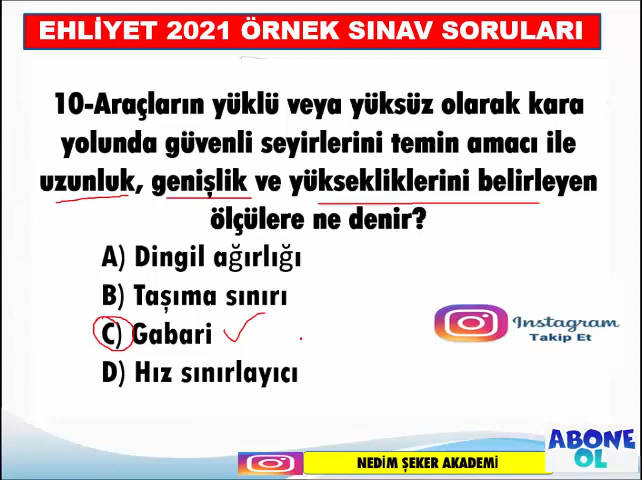 EHLİYET 2021 ÖRNEK SINAV SORULARI
10-Araçların yüklü veya yüksüz olarak kara
yolunda güvenli seyirlerini temin amacı ile
uzunluk, genişlik ve yüksekliklerini belirleyen
ölçülere ne denir?
A) Dingil ağırlığı
B) Taşıma sınırı
C) Gabari
D) Hız sınırlayıcı
Instagram
Takip Et
NEDİM ŞEKER AKADEMİ
ABONE
OL